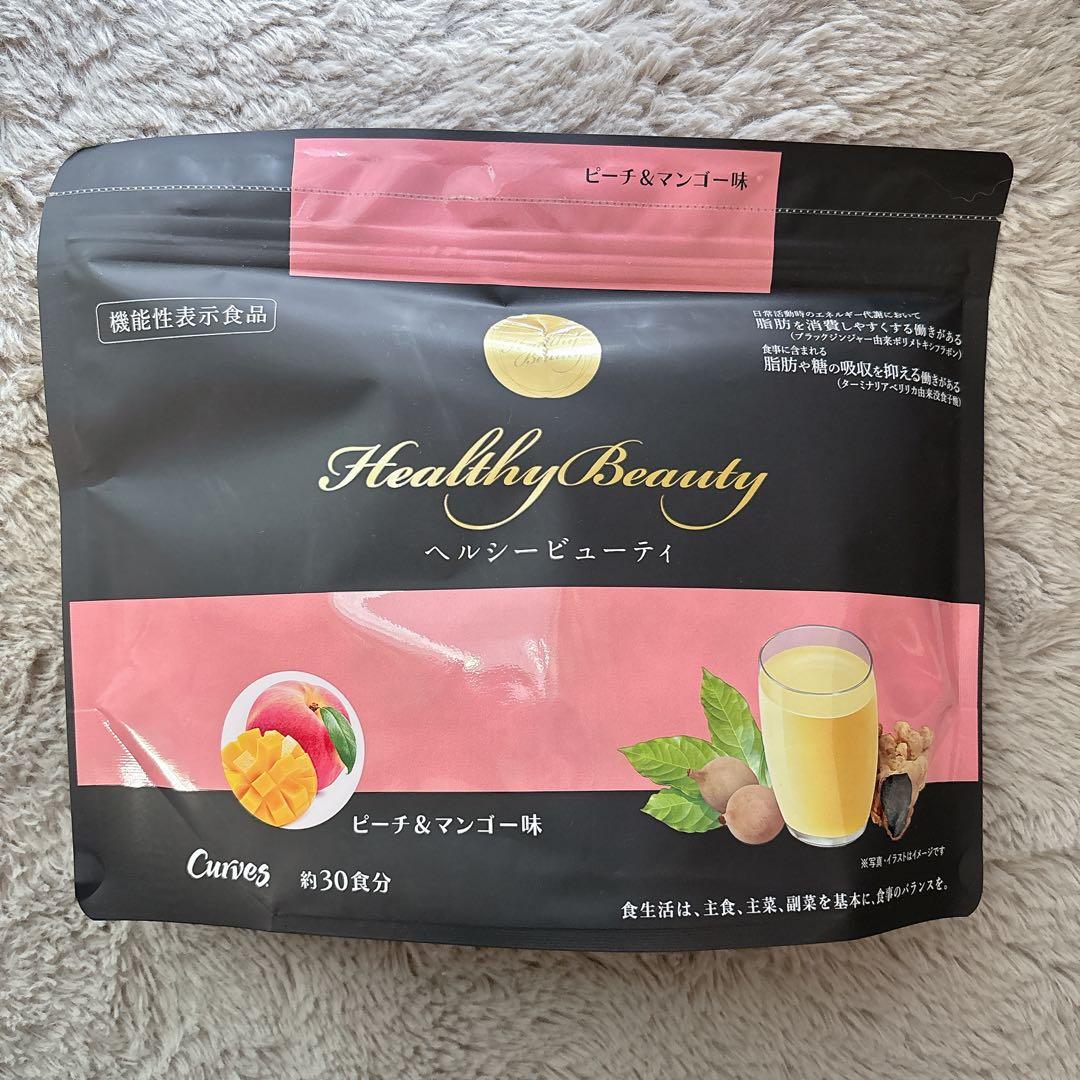 ピーチ&マンゴー味
機能性表示食品
日常活動時のエネルギー代謝において
脂肪を消費しやすくする働きがある
(ブラックジンジャー由来ポリメトキシフラボン)
食事に含まれる
脂肪や糖の吸収を抑える働きがある
(ターミナリアベリリカ由来没食子酸)
Healthy
Beauty
Healthy Beauty
ヘルシービューティ
ピーチ&マンゴー味
Curves
約30食分
※写真・イラストはイメージです
食生活は、主食、主菜、副菜を基本に、食事のバランスを。